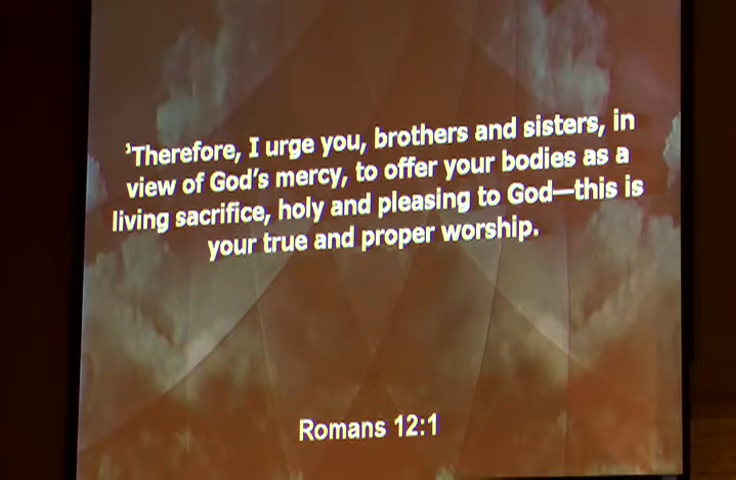 ¹Therefore, I urge you, brothers and sisters, in
view of God's mercy, to offer your bodies as a
living sacrifice, holy and pleasing to God—this is
your true and proper worship.
Romans 12:1